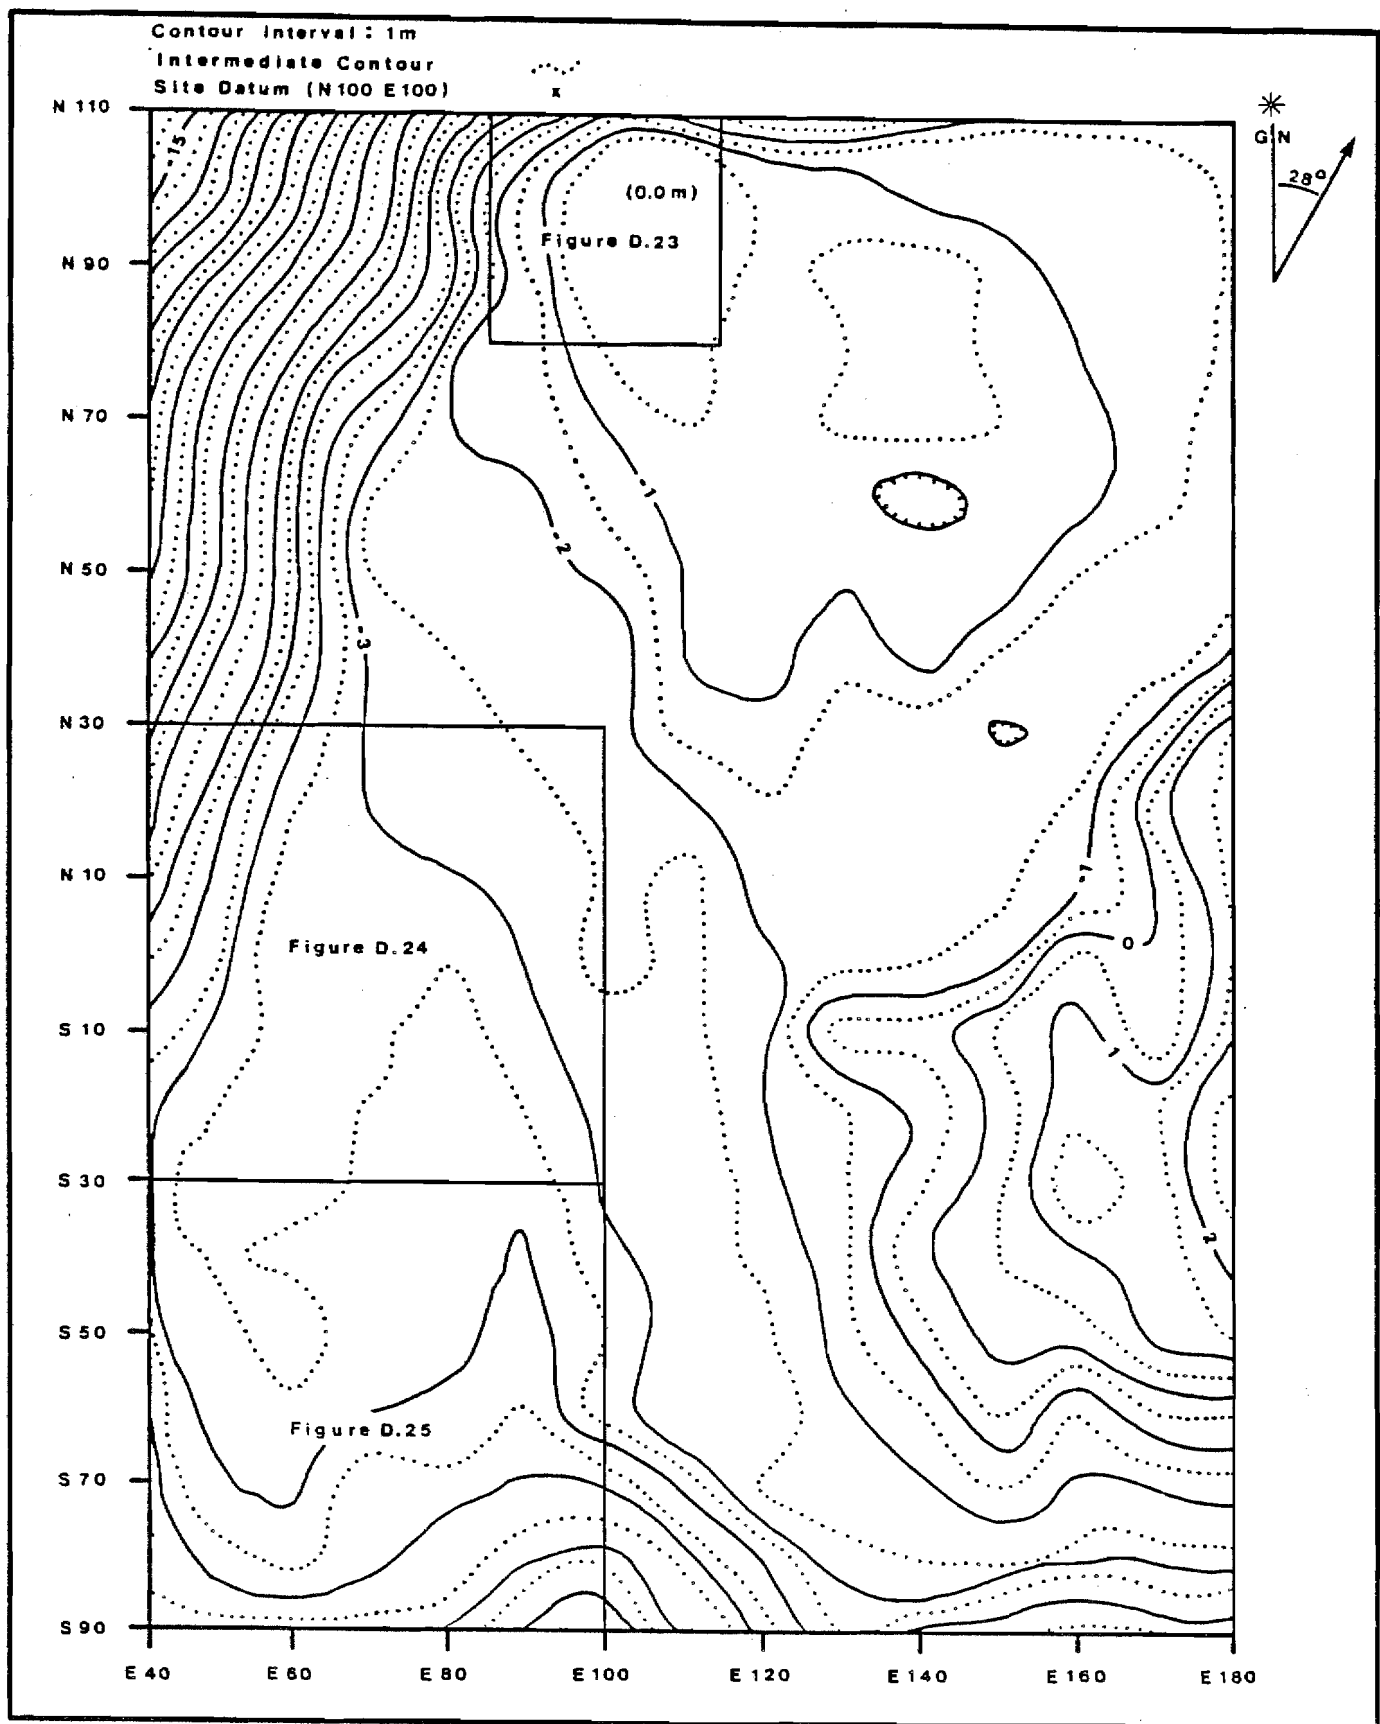 Contour Interval : 1m
Intermediate Contour
Site Datum (N100 E100)
x
N 110
N 90
N 70
N 50
N 30
N 10
S 10
S 30
S 50
S 70
S 90
E 40
E 60
E 80
E 100
E 120
E 140
E 160
E 180
GN
28°
(0.0 m)
Figure D.23
Figure D.24
Figure D.25
-15
-1
-2
-3
-1
0
1
2